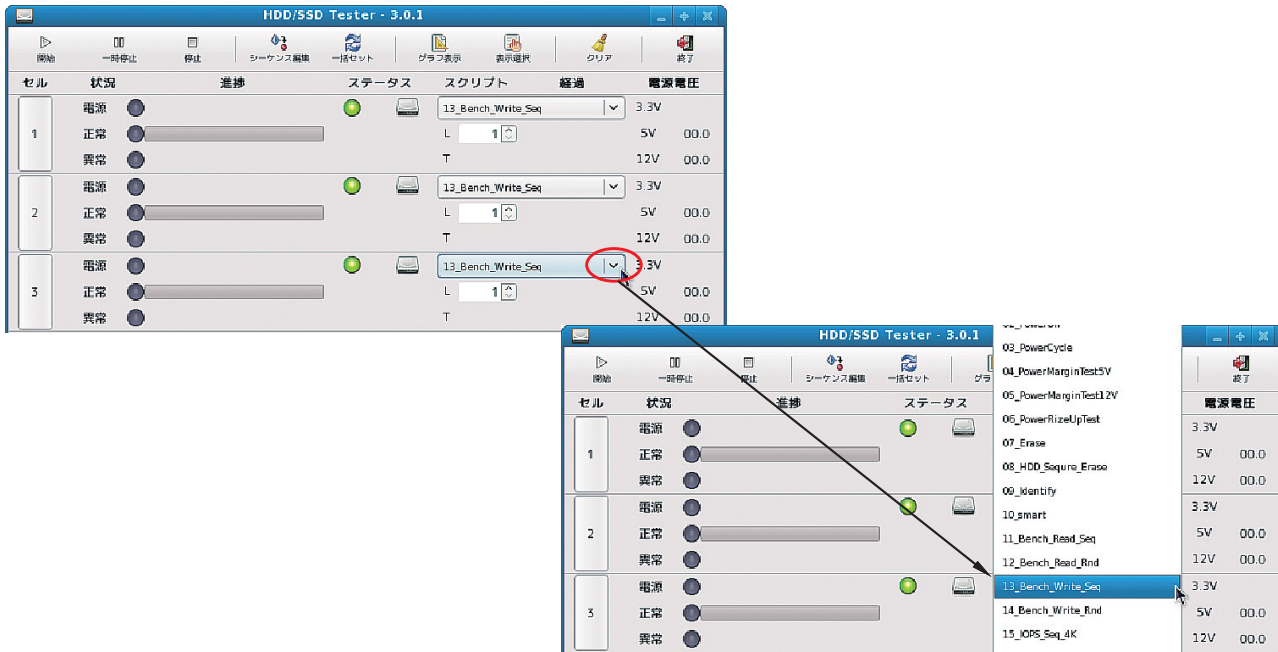 HDD/SSD Tester - 3.0.1
開始 一時停止 停止 シーケンス編集 一括セット グラフ表示 表示選択 クリア 終了
セル 状況 進捗 ステータス スクリプト 経過 電源電圧
電源 13_Bench_Write_Seq 3.3V
1 正常 L 1 5V 00.0
異常 T 12V 00.0
電源 13_Bench_Write_Seq 3.3V
2 正常 L 1 5V 00.0
異常 T 12V 00.0
電源 13_Bench_Write_Seq 3.3V
3 正常 L 1 5V 00.0
異常 T 12V 00.0
HDD/SSD Tester - 3.0.1
開始 一時停止 停止 シーケンス編集 一括セット グラ 終了
セル 状況 進捗 ステータス 電源電圧
電源 3.3V
1 正常 5V 00.0
異常 12V 00.0
電源 3.3V
2 正常 5V 00.0
異常 12V 00.0
電源 3.3V
3 正常 5V 00.0
異常 12V 00.0
03_PowerCycle
04_PowerMarginTest5V
05_PowerMarginTest12V
06_PowerRizeUpTest
07_Erase
08_HDD_Sequre_Erase
09_Identify
10_smart
11_Bench_Read_Seq
12_Bench_Read_Rnd
13_Bench_Write_Seq
14_Bench_Write_Rnd
15_IOPS_Seq_4K